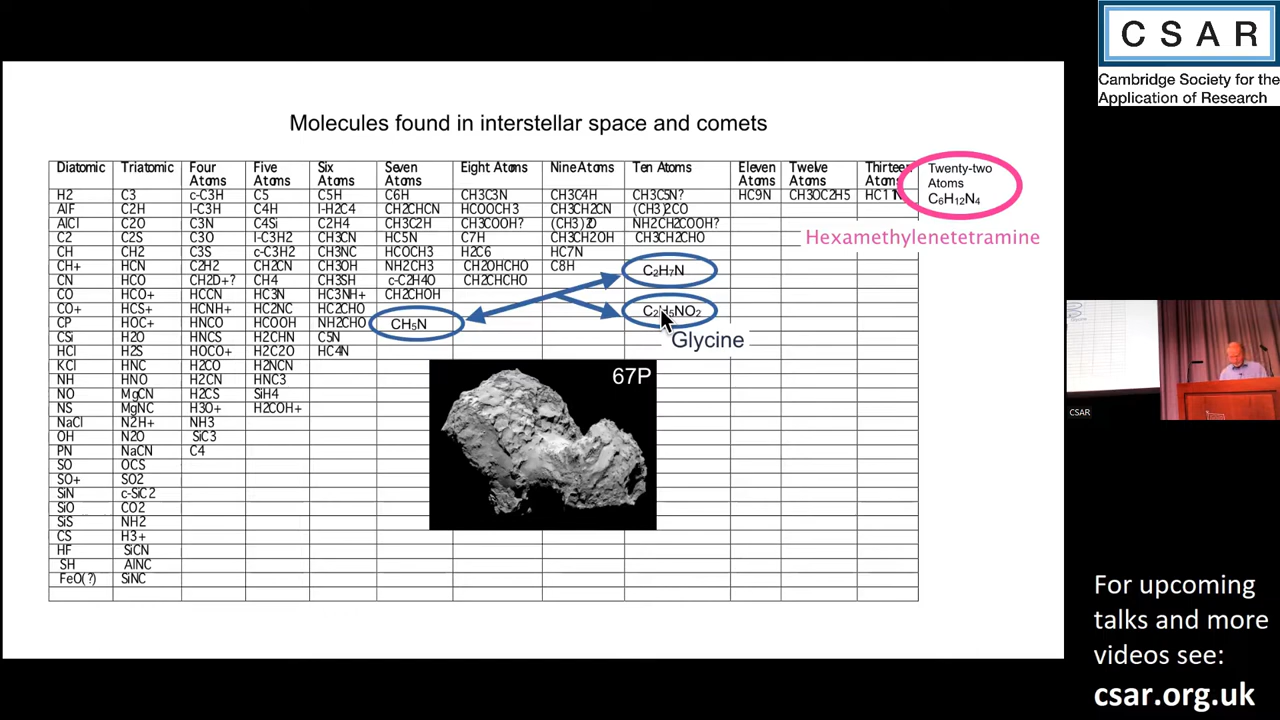 CSAR
Cambridge Society for the
Application of Research
Molecules found in interstellar space and comets
Diatomic Triatomic Four Atoms Five Atoms Six Atoms Seven Atoms Eight Atoms Nine Atoms Ten Atoms Eleven Atoms Twelve Atoms Thirteen Atoms Twenty-two Atoms
H2 C3 c-C3H C5 C5H C6H CH3C3N CH3C4H CH3C5N? HC9N CH3OC2H5 HC11N C₆H₁₂N₄
AlF C2H l-C3H C4H l-H2C4 CH2CHCN HCOOCH3 CH3CH2CN (CH3)2CO
AlCl C2O C3N C4Si C2H4 CH3C2H CH3COOH? (CH3)2O NH2CH2COOH?
C2 C2S C3O l-C3H2 CH3CN HC5N C7H CH3CH2OH CH3CH2CHO
Hexamethylenetetramine
CH CH2 C3S c-C3H2 CH3NC HCOCH3 H2C6 HC7N
CH+ HCN C2H2 CH2CN CH3OH NH2CH3 CH2OHCHO C8H C₂H₇N
CN HCO CH2D+? CH4 CH3SH c-C2H4O CH2CHCHO
CO HCO+ HCCN HC3N HC3NH+ CH2CHOH
CO+ HCS+ HCNH+ HC2NC HC2CHO C₂H₅NO₂
CP HOC+ HNCO HCOOH NH2CHO CH₅N
CSi H2O HNCS H2CHN C5N Glycine
HCl H2S HOCO+ H2C2O HC4N
KCl HNC H2CO H2NCN
NH HNO H2CN HNC3
67P
NO MgCN H2CS SiH4
NS MgNC H3O+ H2COH+
NaCl N2H+ NH3
OH N2O SiC3
PN NaCN C4
SO OCS
SO+ SO2
SiN c-SiC2
SiO CO2
SiS NH2
CS H3+
HF SiCN
SH AlNC
FeO(?) SiNC
CSAR
For upcoming
talks and more
videos see:
csar.org.uk